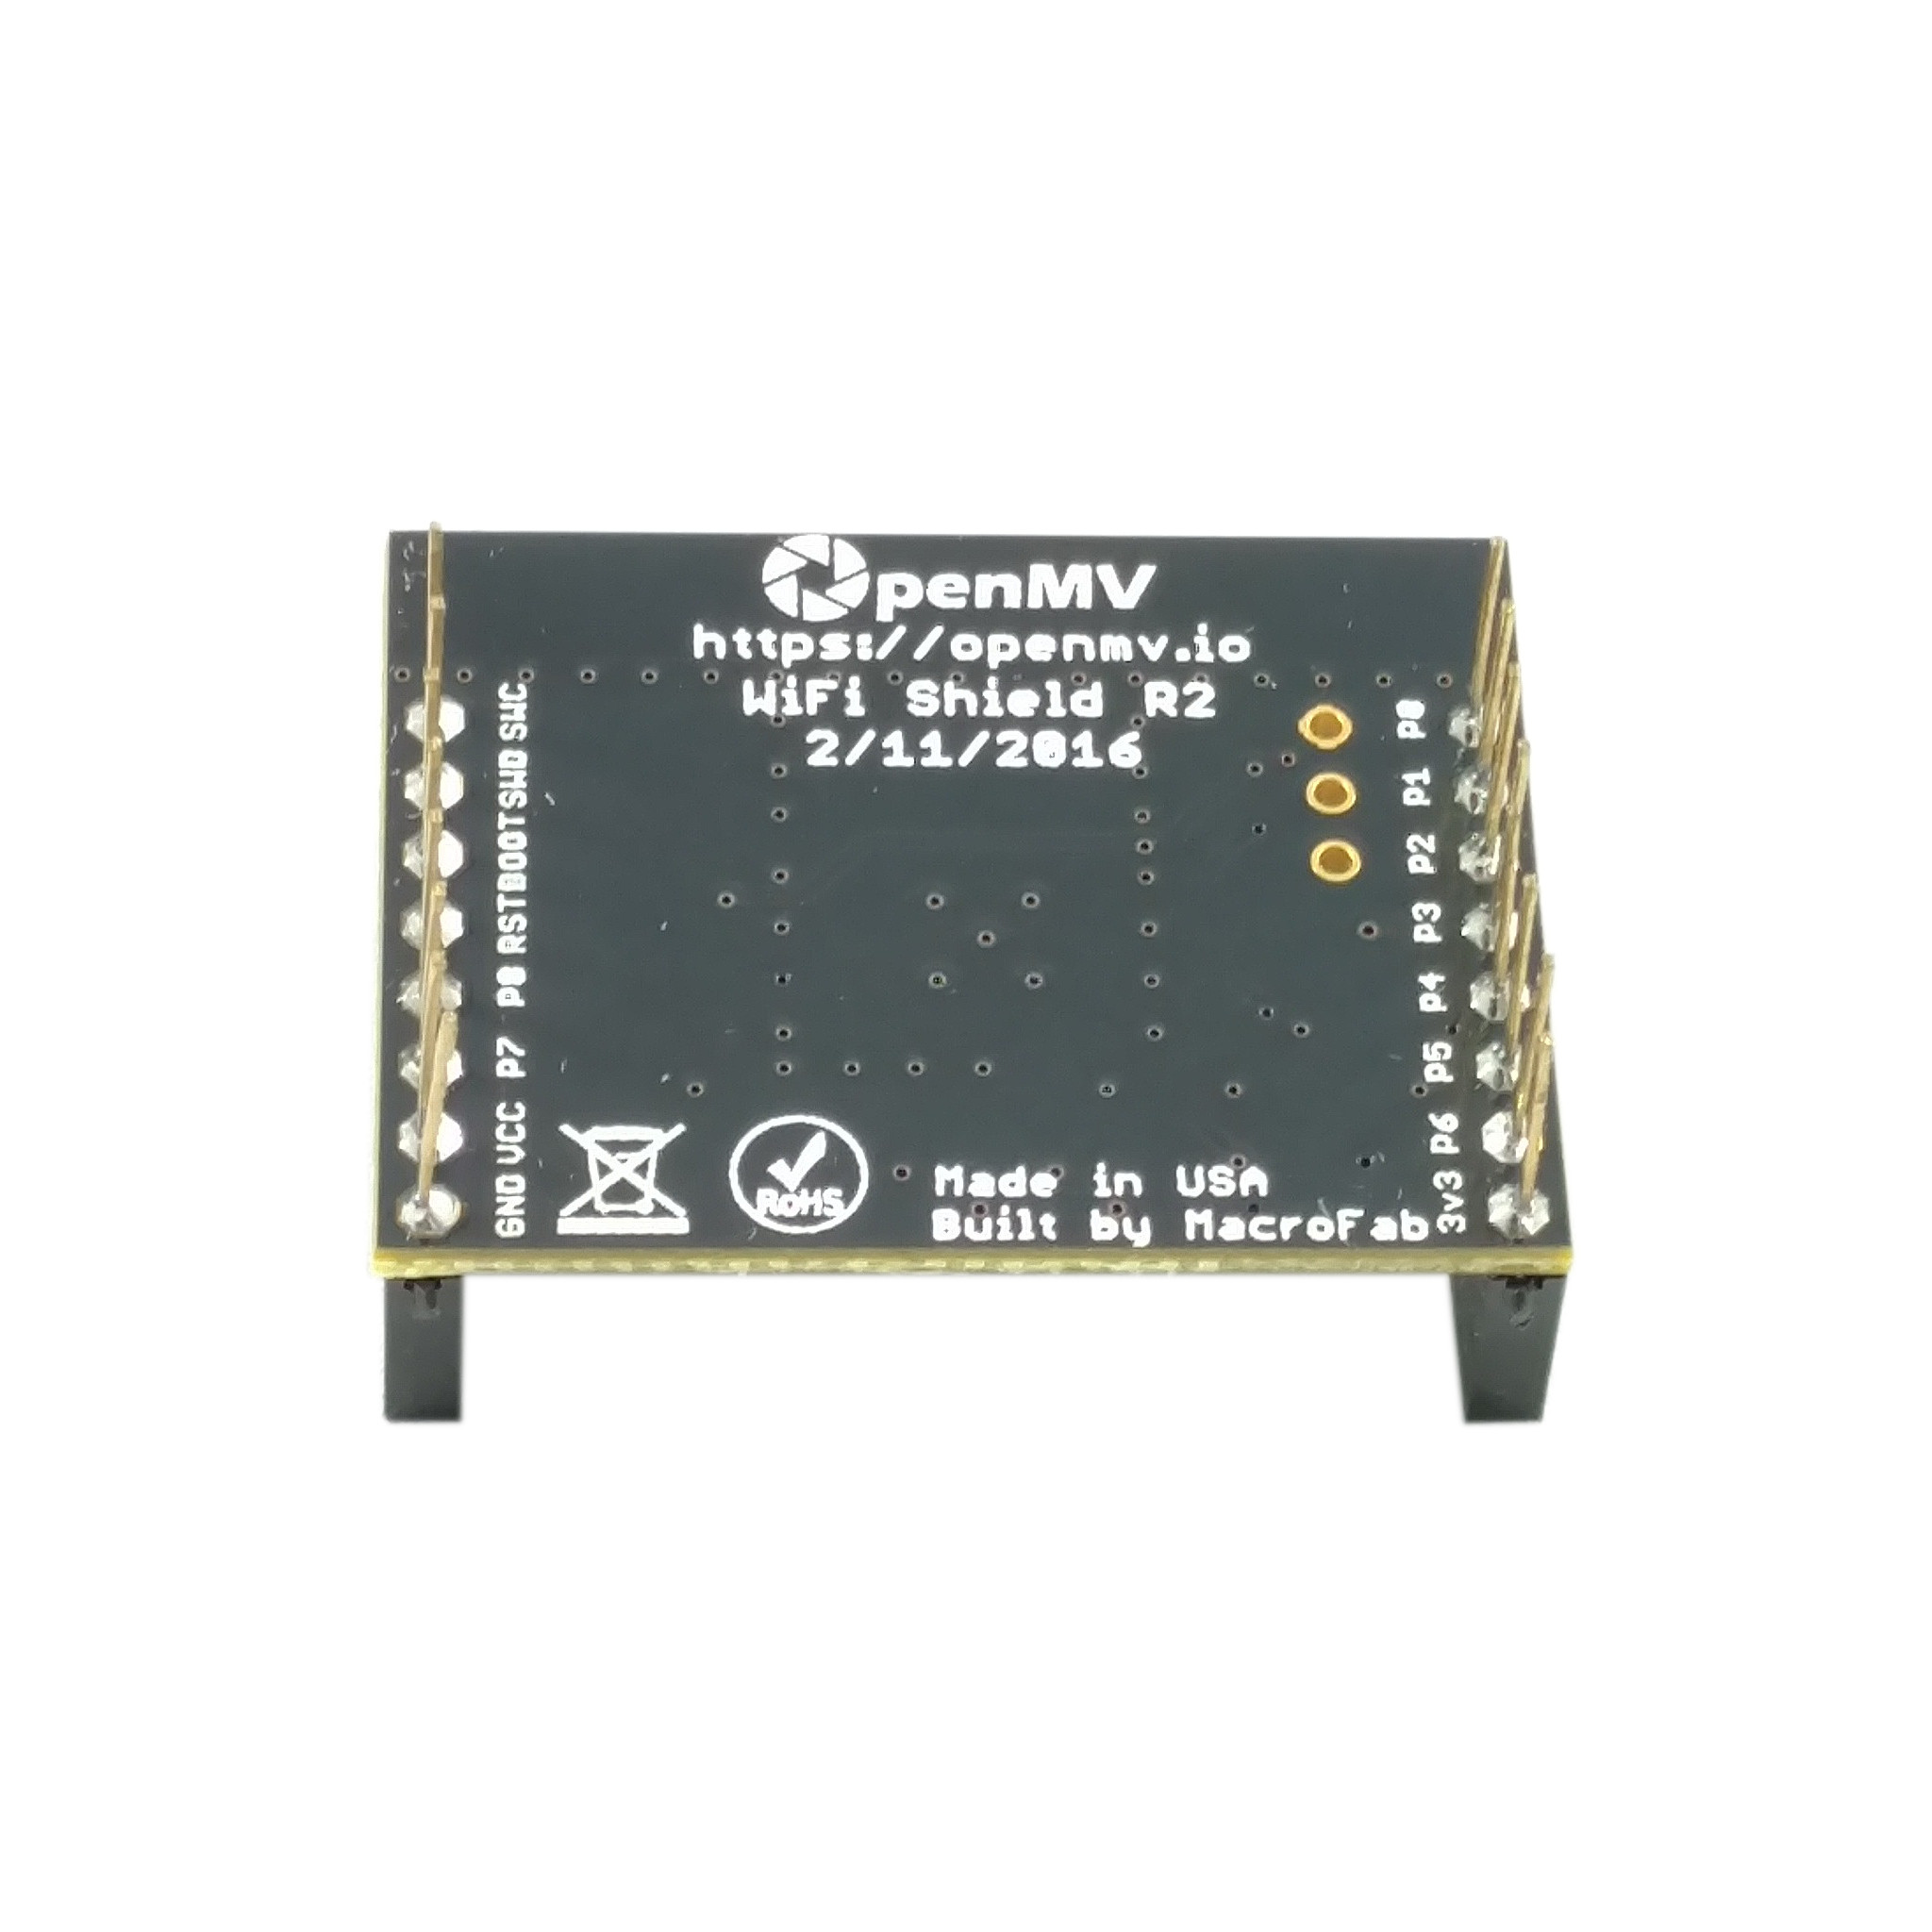 OpenMV
https://openmv.io
WiFi Shield R2
2/11/2016
SWC
SWD
BOOT
RST
P8
P7
VCC
GND
P0
P1
P2
P3
P4
P5
P6
3v3
RoHS
Made in USA
Built by MacroFab